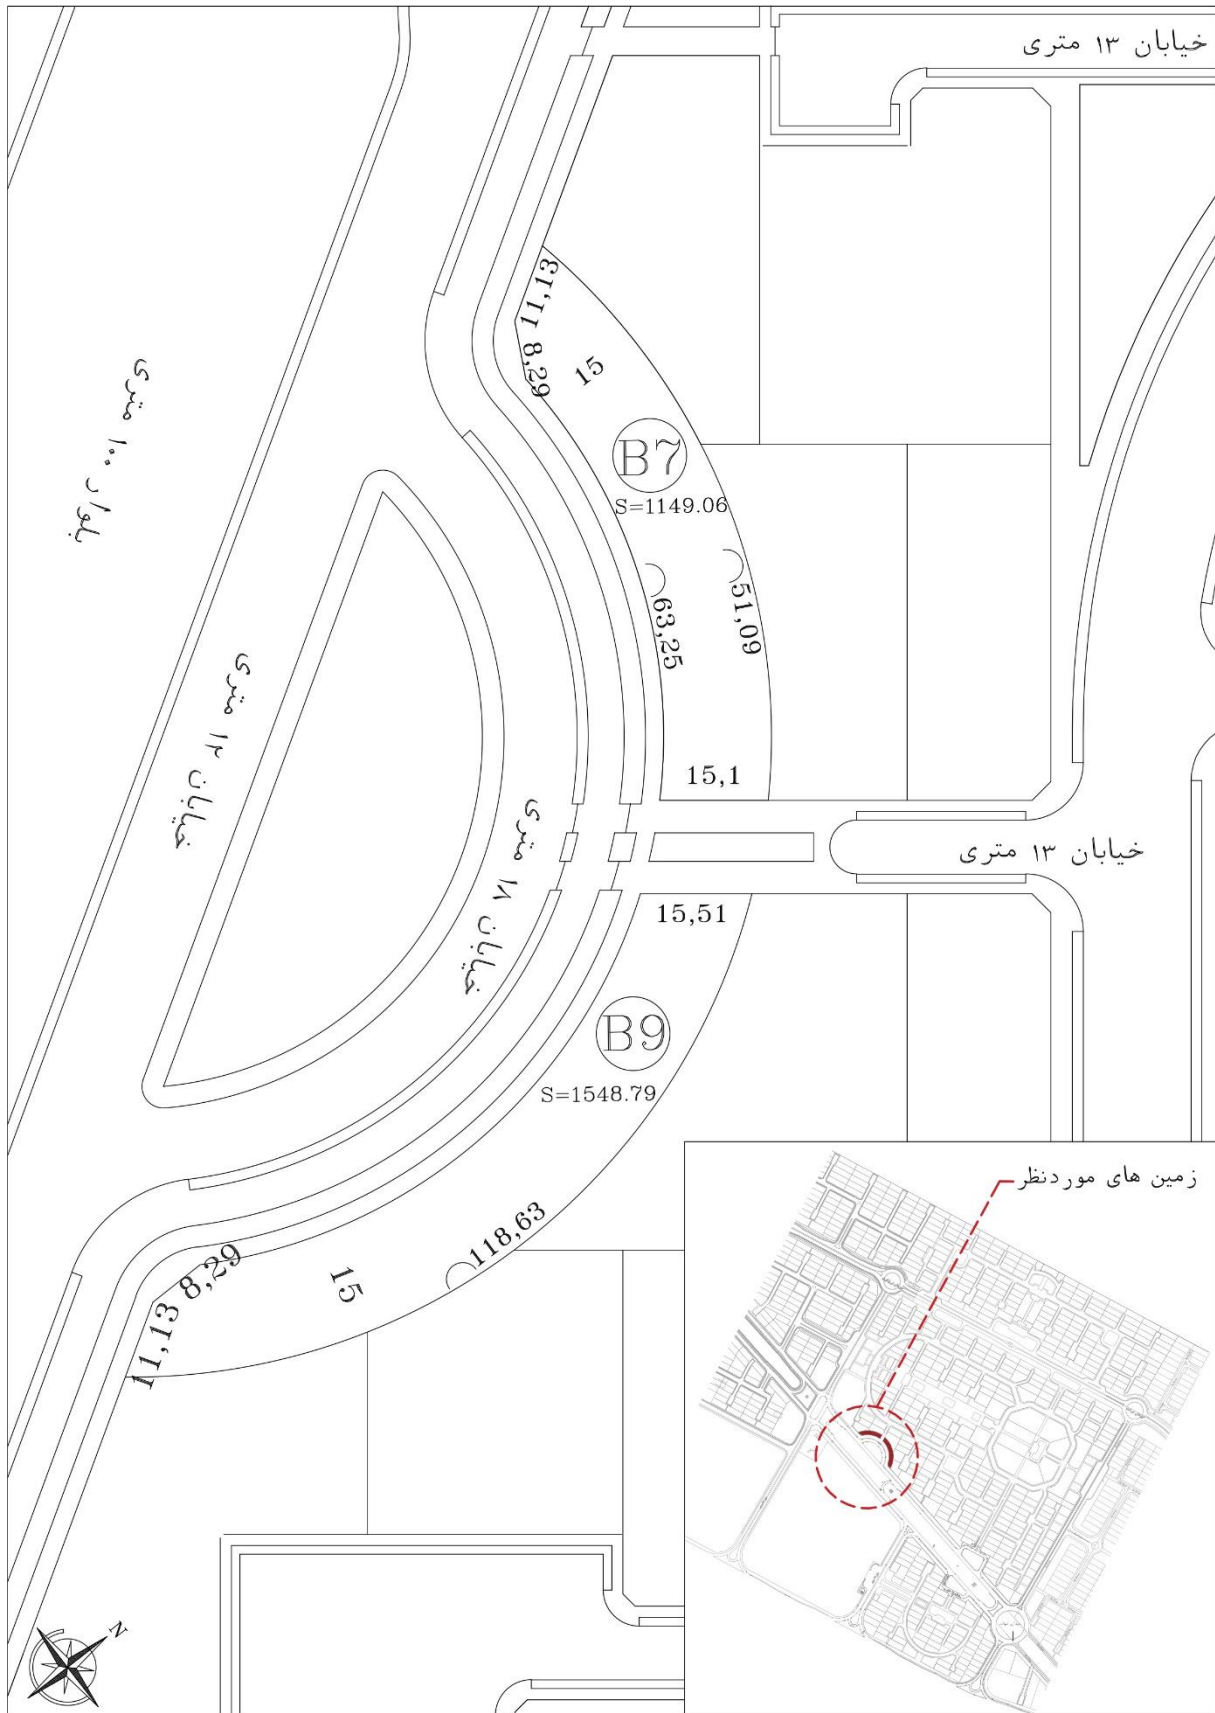 خیابان ۱۳ متری
11,13
8,29
15
B7
S=1149.06
63,25
51,09
15,1
بلوار ۱۰۰ متری
خیابان ۱۲ متری
خیابان ۱۸ متری
خیابان ۱۳ متری
15,51
B9
S=1548.79
118,63
15
8,29
11,13
زمین های موردنظر
N